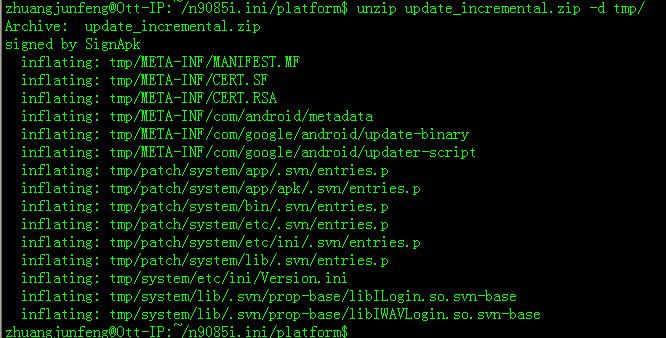 zhuangjunfeng@Ott-IP:~/n9085i.ini/platform$ unzip update_incremental.zip -d tmp/
Archive:  update_incremental.zip
signed by SignApk
  inflating: tmp/META-INF/MANIFEST.MF
  inflating: tmp/META-INF/CERT.SF
  inflating: tmp/META-INF/CERT.RSA
  inflating: tmp/META-INF/com/android/metadata
  inflating: tmp/META-INF/com/google/android/update-binary
  inflating: tmp/META-INF/com/google/android/updater-script
  inflating: tmp/patch/system/app/.svn/entries.p
  inflating: tmp/patch/system/app/apk/.svn/entries.p
  inflating: tmp/patch/system/bin/.svn/entries.p
  inflating: tmp/patch/system/etc/.svn/entries.p
  inflating: tmp/patch/system/etc/ini/.svn/entries.p
  inflating: tmp/patch/system/lib/.svn/entries.p
  inflating: tmp/system/etc/ini/Version.ini
  inflating: tmp/system/lib/.svn/prop-base/libILogin.so.svn-base
  inflating: tmp/system/lib/.svn/prop-base/libIWAVLogin.so.svn-base
zhuangjunfeng@Ott-IP:~/n9085i.ini/platform$